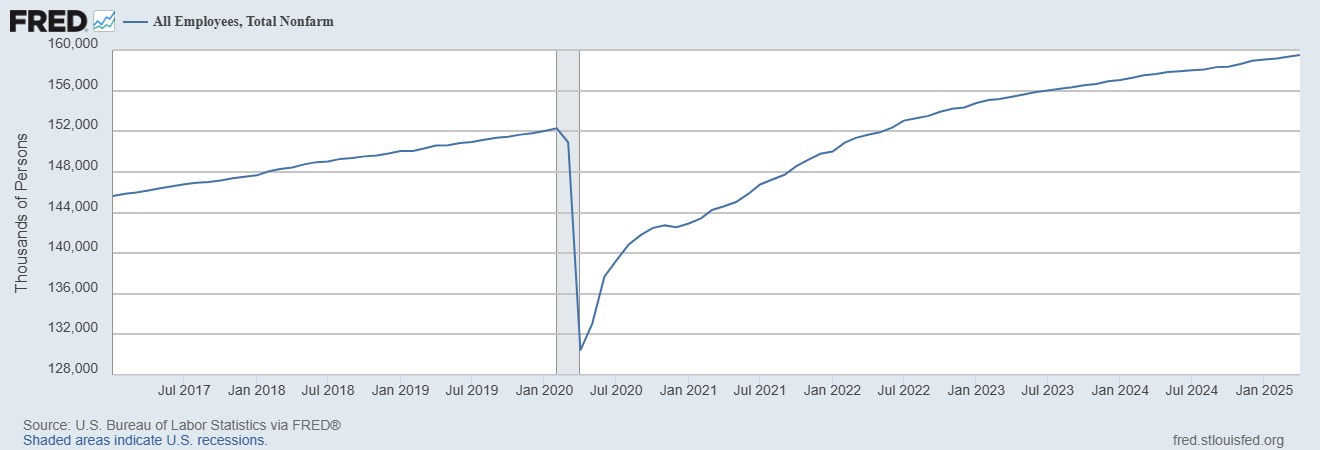 FRED® All Employees, Total Nonfarm
160,000
156,000
152,000
148,000
144,000
140,000
136,000
132,000
128,000
Thousands of Persons
Jul 2017 Jan 2018 Jul 2018 Jan 2019 Jul 2019 Jan 2020 Jul 2020 Jan 2021 Jul 2021 Jan 2022 Jul 2022 Jan 2023 Jul 2023 Jan 2024 Jul 2024 Jan 2025
Source: U.S. Bureau of Labor Statistics via FRED®
Shaded areas indicate U.S. recessions.
fred.stlouisfed.org